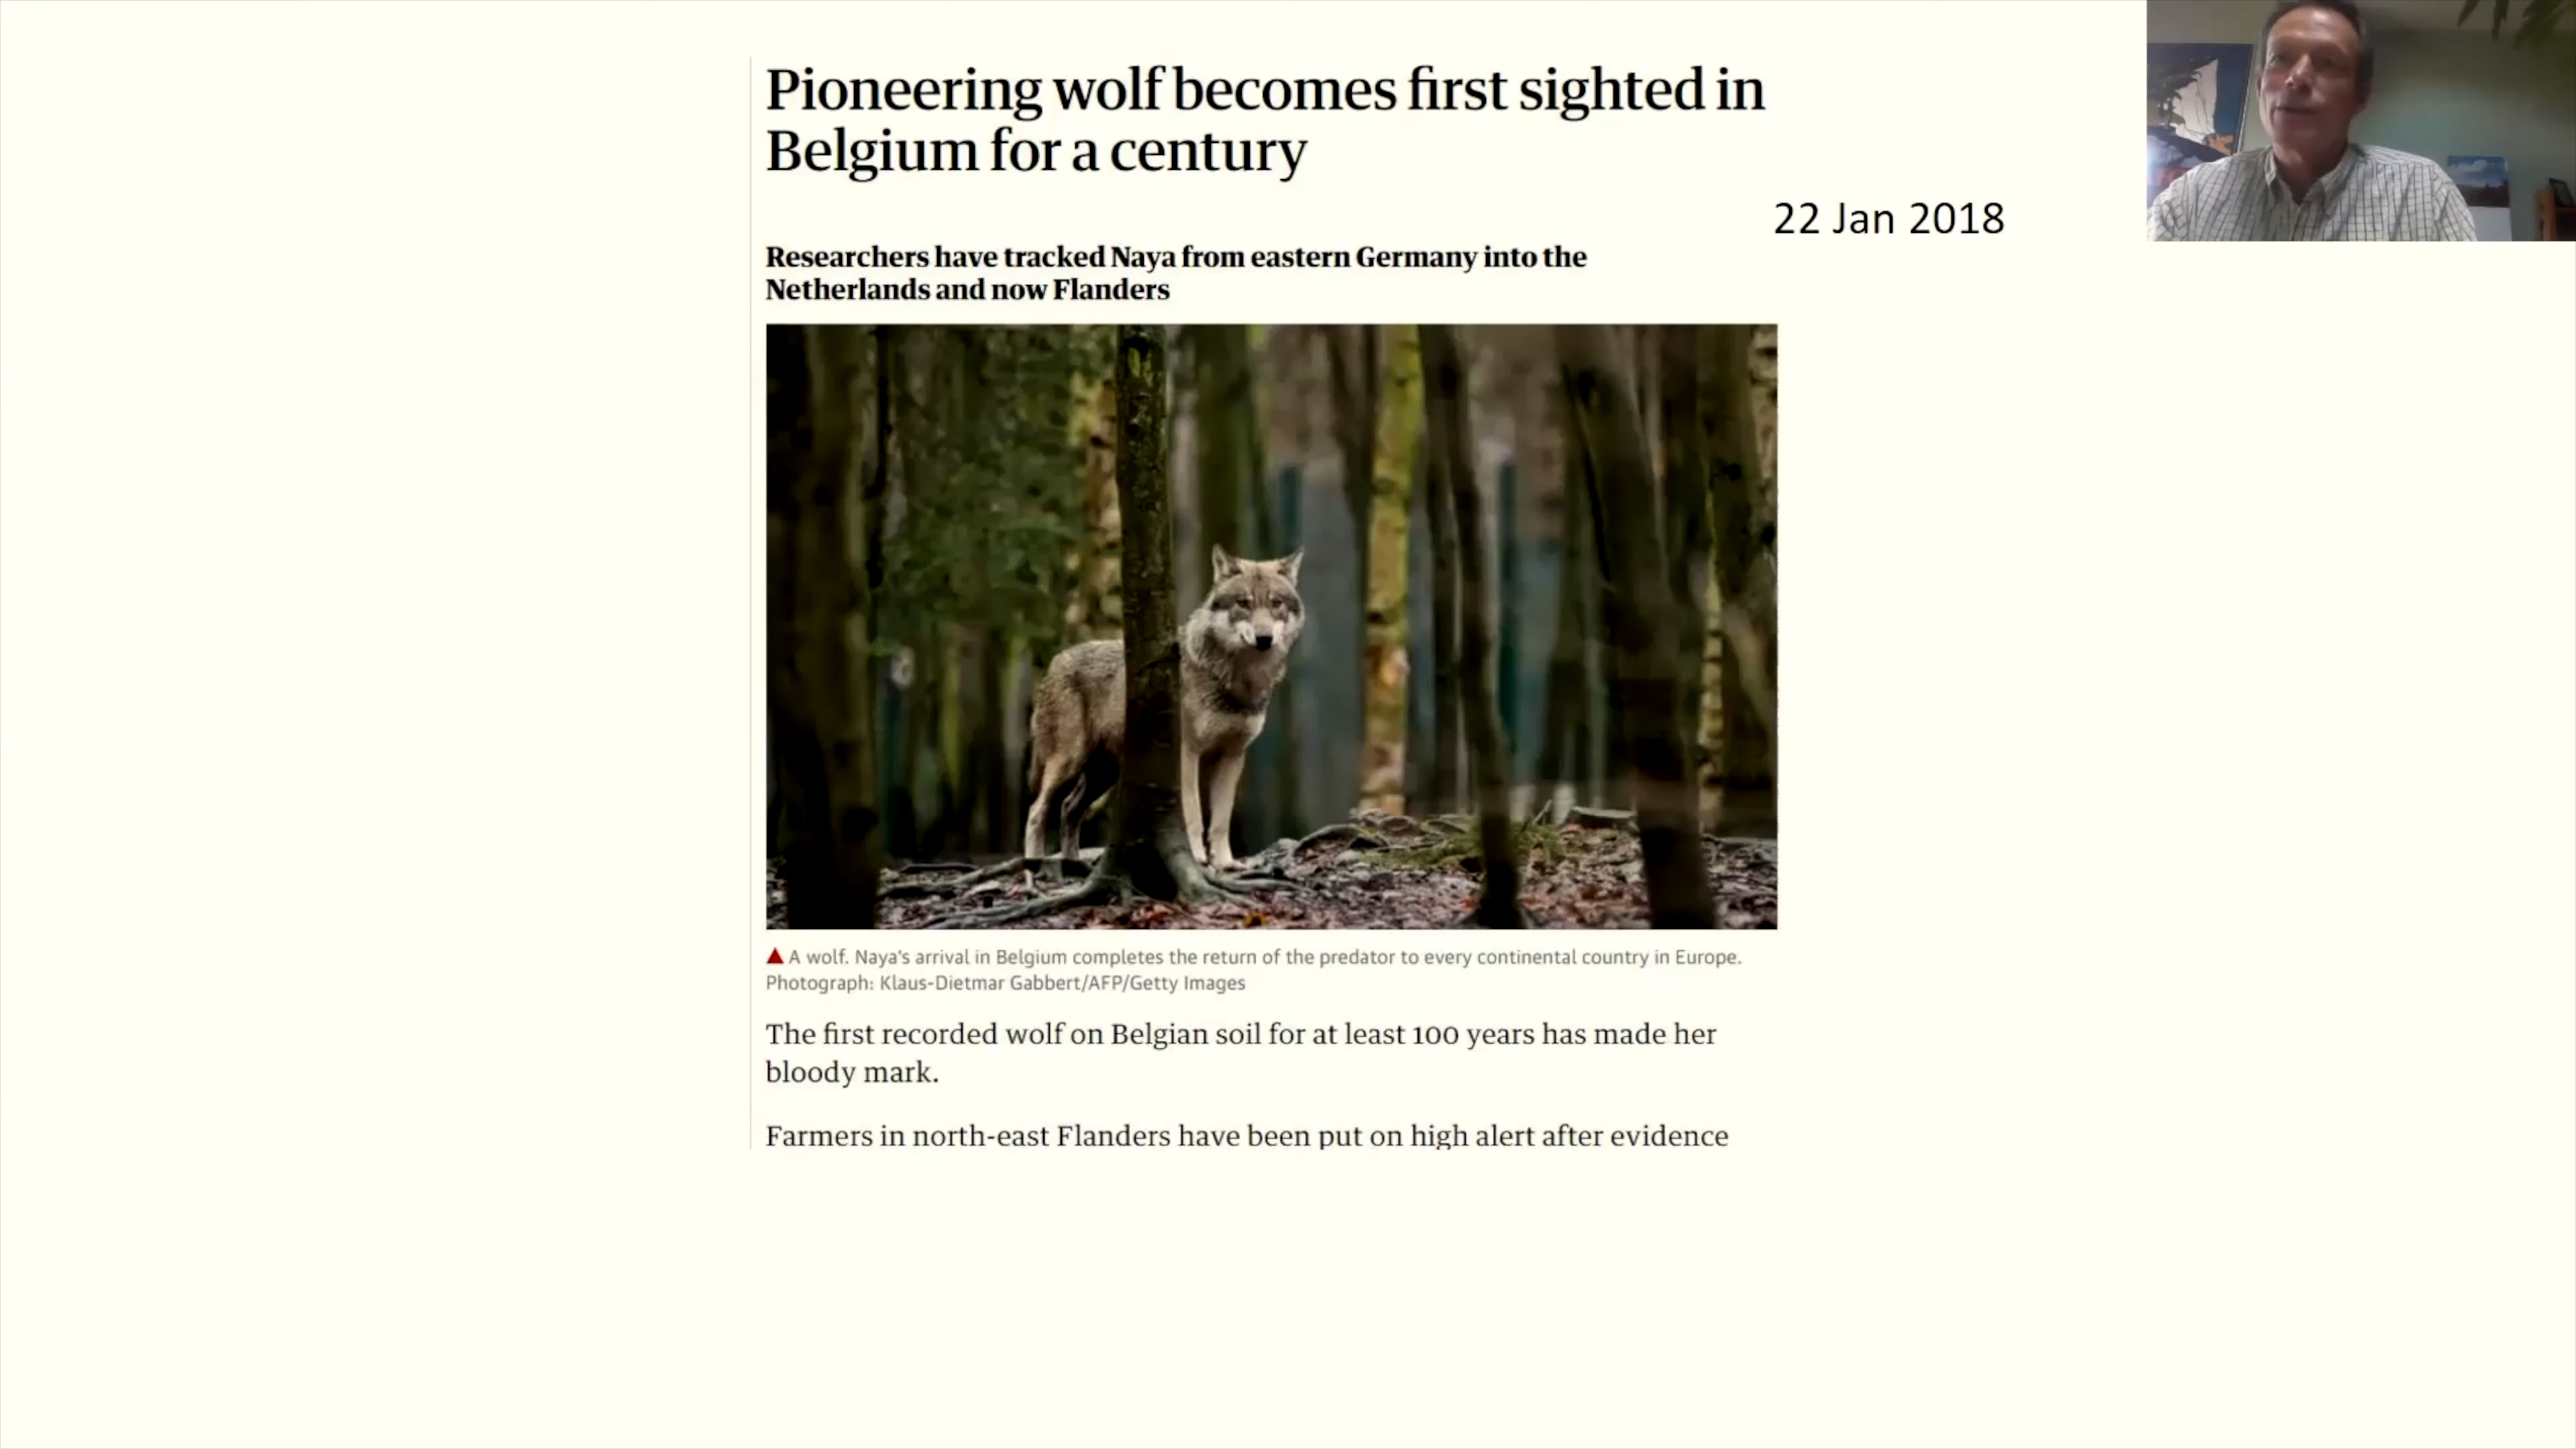 Pioneering wolf becomes first sighted in
Belgium for a century
22 Jan 2018
Researchers have tracked Naya from eastern Germany into the
Netherlands and now Flanders
▲ A wolf. Naya's arrival in Belgium completes the return of the predator to every continental country in Europe.
Photograph: Klaus-Dietmar Gabbert/AFP/Getty Images
The first recorded wolf on Belgian soil for at least 100 years has made her
bloody mark.
Farmers in north-east Flanders have been put on high alert after evidence